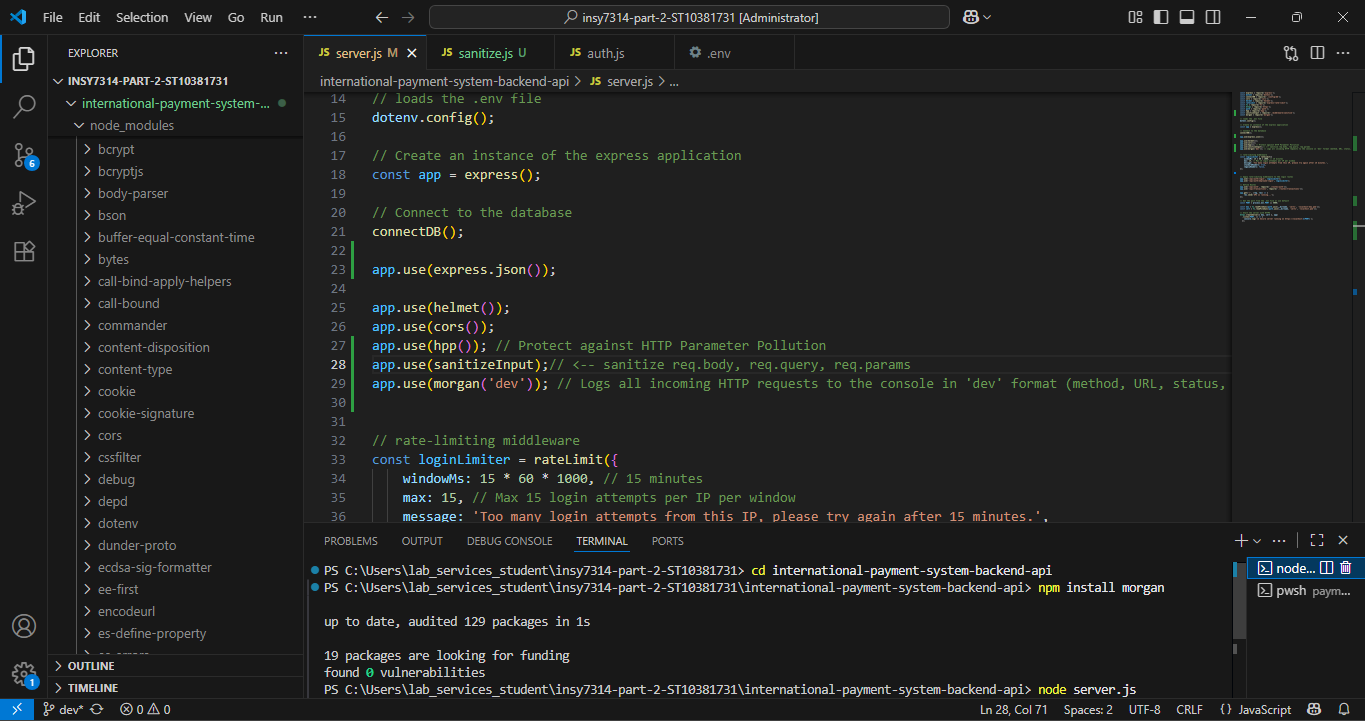 File Edit Selection View Go Run ···
insy7314-part-2-ST10381731 [Administrator]
EXPLORER
INSY7314-PART-2-ST10381731
international-payment-system-...
node_modules
bcrypt
bcryptjs
body-parser
bson
buffer-equal-constant-time
bytes
call-bind-apply-helpers
call-bound
commander
content-disposition
content-type
cookie
cookie-signature
cors
cssfilter
debug
depd
dotenv
dunder-proto
ecdsa-sig-formatter
ee-first
encodeurl
es-define-property
OUTLINE
TIMELINE
6
1
JS server.js M
JS sanitize.js U
JS auth.js
.env
international-payment-system-backend-api > JS server.js > ...
14 // loads the .env file
15 dotenv.config();
16
17 // Create an instance of the express application
18 const app = express();
19
20 // Connect to the database
21 connectDB();
22
23 app.use(express.json());
24
25 app.use(helmet());
26 app.use(cors());
27 app.use(hpp()); // Protect against HTTP Parameter Pollution
28 app.use(sanitizeInput);// <-- sanitize req.body, req.query, req.params
29 app.use(morgan('dev')); // Logs all incoming HTTP requests to the console in 'dev' format (method, URL, status,
30
31
32 // rate-limiting middleware
33 const loginLimiter = rateLimit({
34 windowMs: 15 * 60 * 1000, // 15 minutes
35 max: 15, // Max 15 login attempts per IP per window
36 message: 'Too many login attempts from this IP, please try again after 15 minutes.',
PROBLEMS OUTPUT DEBUG CONSOLE TERMINAL PORTS
PS C:\Users\lab_services_student\insy7314-part-2-ST10381731> cd international-payment-system-backend-api
PS C:\Users\lab_services_student\insy7314-part-2-ST10381731\international-payment-system-backend-api> npm install morgan
up to date, audited 129 packages in 1s
19 packages are looking for funding
found 0 vulnerabilities
PS C:\Users\lab_services_student\insy7314-part-2-ST10381731\international-payment-system-backend-api> node server.js
node...
pwsh paym...
dev* 0 0
Ln 28, Col 71 Spaces: 2 UTF-8 CRLF {} JavaScript